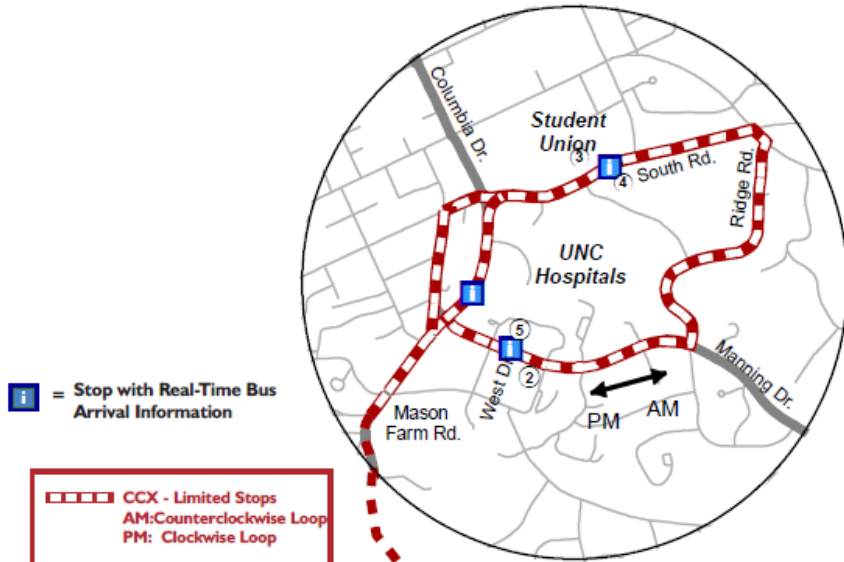 Columbia Dr.
Student
Union
3
4
South Rd.
Ridge Rd.
UNC
Hospitals
i
i
i
5
2
West Dr.
Manning Dr.
PM
AM
Mason
Farm Rd.
i = Stop with Real-Time Bus
Arrival Information
CCX - Limited Stops
AM:Counterclockwise Loop
PM: Clockwise Loop